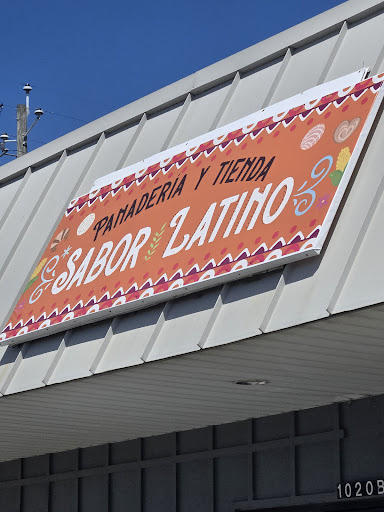 PANADERIA Y TIENDA
SABOR LATINO
1020B